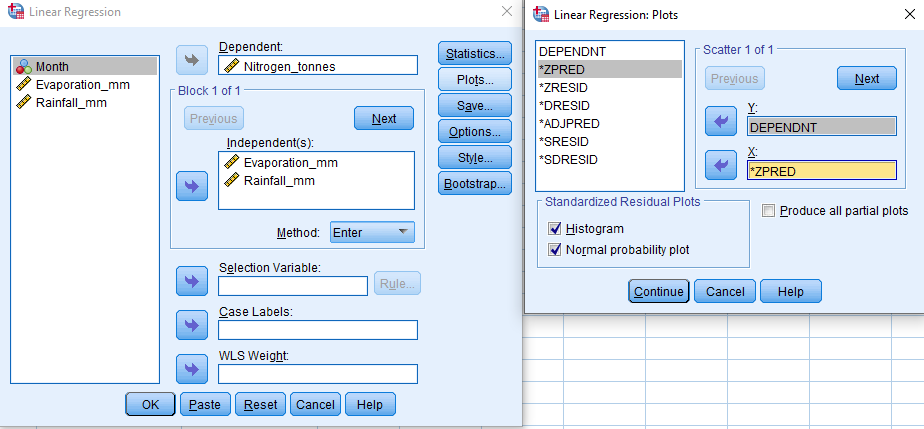 Linear Regression
Month
Evaporation_mm
Rainfall_mm
Dependent:
Nitrogen_tonnes
Block 1 of 1
Previous
Next
Independent(s):
Evaporation_mm
Rainfall_mm
Method:
Enter
Selection Variable:
Rule...
Case Labels:
WLS Weight:
Statistics...
Plots...
Save...
Options...
Style...
Bootstrap...
OK
Paste
Reset
Cancel
Help
Linear Regression: Plots
DEPENDNT
*ZPRED
*ZRESID
*DRESID
*ADJPRED
*SRESID
*SDRESID
Scatter 1 of 1
Previous
Next
Y:
DEPENDNT
X:
*ZPRED
Standardized Residual Plots
Histogram
Normal probability plot
Produce all partial plots
Continue
Cancel
Help